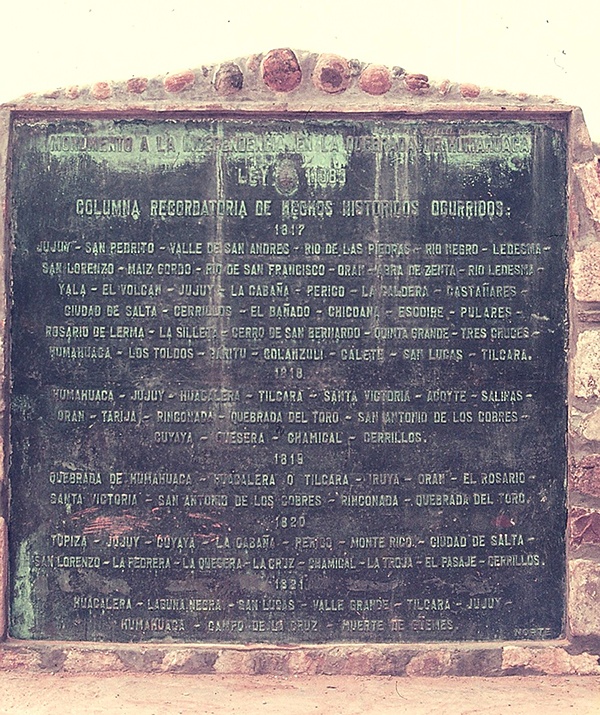 MONUMENTO A LA INDEPENDENCIA EN LA QUEBRADA DE HUMAHUACA
LEY 11083
COLUMNA RECORDATORIA DE HECHOS HISTORICOS OCURRIDOS:
1817
JUJUY - SAN PEDRITO - VALLE DE SAN ANDRES - RIO DE LAS PIEDRAS - RIO NEGRO - LEDESMA -
SAN LORENZO - MAIZ GORDO - RIO DE SAN FRANCISCO - ORAN - ABRA DE ZENTA - RIO LEDESMA -
YALA - EL VOLCAN - JUJUY - LA CABAÑA - PERICO - LA CALDERA - CASTAÑARES -
CIUDAD DE SALTA - CERRILLOS - EL BAÑADO - CHICOANA - ESCOIBE - PULARES -
ROSARIO DE LERMA - LA SILLETA - CERRO DE SAN BERNARDO - QUINTA GRANDE - TRES CRUCES -
HUMAHUACA - LOS TOLDOS - BARITU - COLANZULI - CALETE - SAN LUCAS - TILCARA.
1818
HUMAHUACA - JUJUY - HUACALERA - TILCARA - SANTA VICTORIA - ACOYTE - SALINAS -
ORAN - TARIJA - RINCONADA - QUEBRADA DEL TORO - SAN ANTONIO DE LOS COBRES -
CUYAYA - QUESERA - CHAMICAL - CERRILLOS.
1819
QUEBRADA DE HUMAHUACA - HUACALERA O TILCARA - IRUYA - ORAN - EL ROSARIO -
SANTA VICTORIA - SAN ANTONIO DE LOS COBRES - RINCONADA - QUEBRADA DEL TORO.
1820
TUPIZA - JUJUY - CUYAYA - LA CABAÑA - PERICO - MONTE RICO - CIUDAD DE SALTA -
SAN LORENZO - LA PEDRERA - LA QUESERA - LA CRUZ - CHAMICAL - LA TROJA - EL PASAJE - CERRILLOS.
1821
HUACALERA - LAGUNA NEGRA - SAN LUCAS - VALLE GRANDE - TILCARA - JUJUY -
HUMAHUACA - CAMPO DE LA CRUZ - MUERTE DE GÜEMES
NORTE